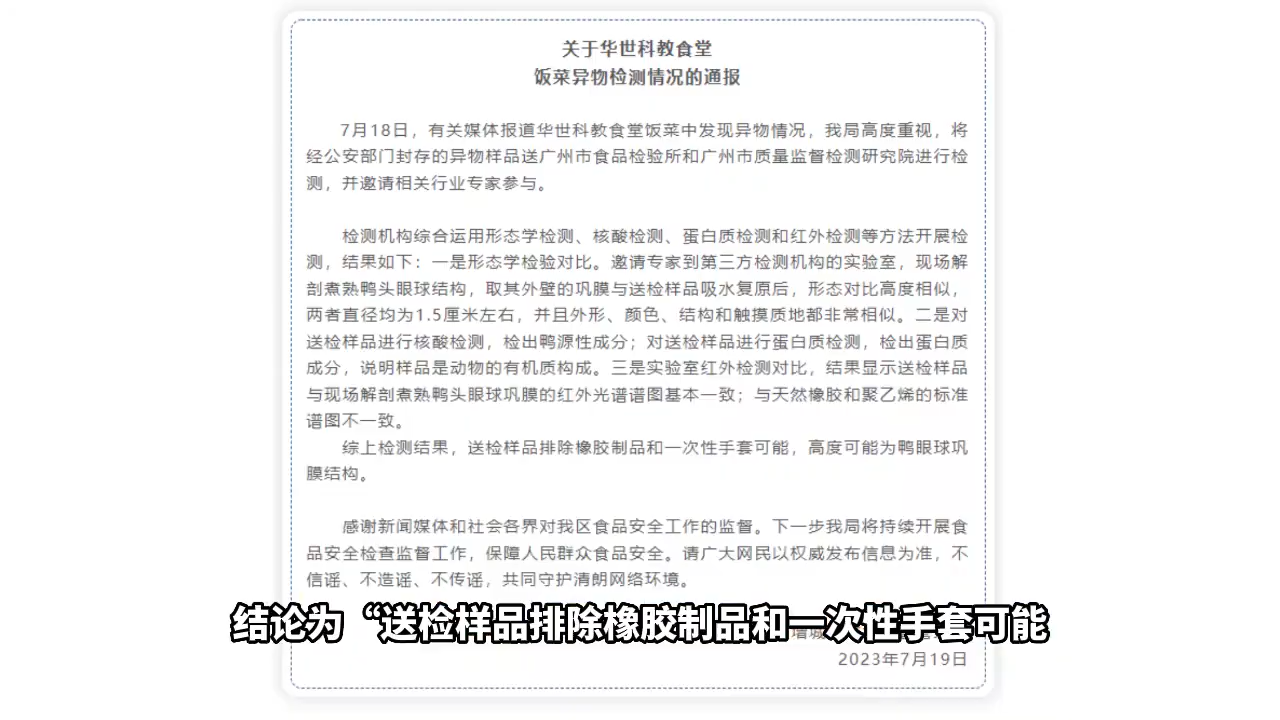 关于华世科教食堂
饭菜异物检测情况的通报
7月18日，有关媒体报道华世科教食堂饭菜中发现异物情况，我局高度重视，将
经公安部门封存的异物样品送广州市食品检验所和广州市质量监督检测研究院进行检
测，并邀请相关行业专家参与。
检测机构综合运用形态学检测、核酸检测、蛋白质检测和红外检测等方法开展检
测，结果如下：一是形态学检验对比。邀请专家到第三方检测机构的实验室，现场解
剖煮熟鸭头眼球结构，取其外壁的巩膜与送检样品吸水复原后，形态对比高度相似，
两者直径均为1.5厘米左右，并且外形、颜色、结构和触摸质地都非常相似。二是对
送检样品进行核酸检测，检出鸭源性成分；对送检样品进行蛋白质检测，检出蛋白质
成分，说明样品是动物的有机质构成。三是实验室红外检测对比，结果显示送检样品
与现场解剖煮熟鸭头眼球巩膜的红外光谱谱图基本一致；与天然橡胶和聚乙烯的标准
谱图不一致。
综上检测结果，送检样品排除橡胶制品和一次性手套可能，高度可能为鸭眼球巩
膜结构。
感谢新闻媒体和社会各界对我区食品安全工作的监督。下一步我局将持续开展食
品安全检查监督工作，保障人民群众食品安全。请广大网民以权威发布信息为准，不
信谣、不造谣、不传谣，共同守护清朗网络环境。
结论为“送检样品排除橡胶制品和一次性手套可能
2023年7月19日